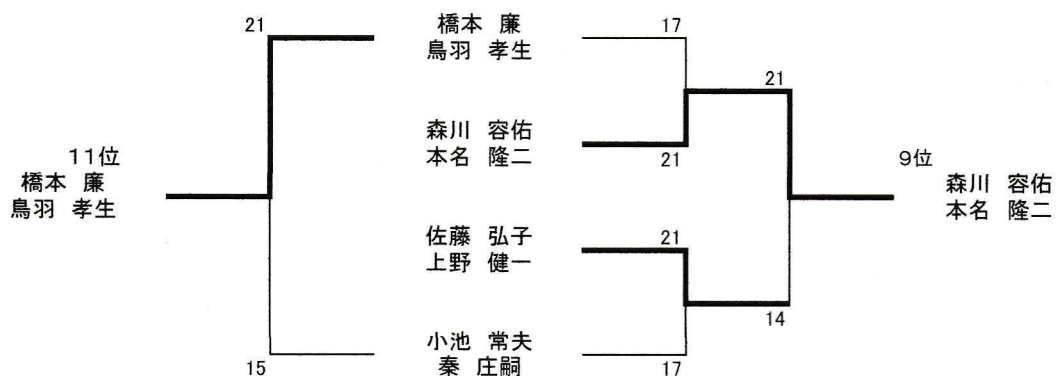 21
橋本 廉
鳥羽 孝生
17
21
森川 容佑
本名 隆二
21
11位
橋本 廉
鳥羽 孝生
9位
森川 容佑
本名 隆二
佐藤 弘子
上野 健一
21
14
小池 常夫
秦 庄嗣
15
17